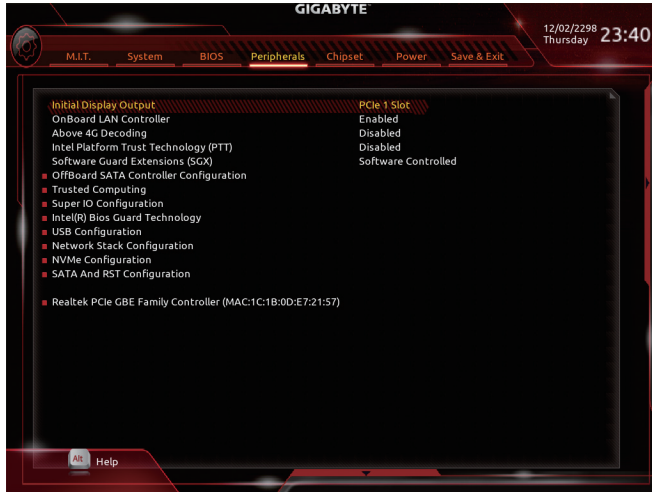 GIGABYTE™
12/02/2298 23:40
Thursday
M.I.T. System BIOS Peripherals Chipset Power Save & Exit
Initial Display Output PCIe 1 Slot
OnBoard LAN Controller Enabled
Above 4G Decoding Disabled
Intel Platform Trust Technology (PTT) Disabled
Software Guard Extensions (SGX) Software Controlled
OffBoard SATA Controller Configuration
Trusted Computing
Super IO Configuration
Intel(R) Bios Guard Technology
USB Configuration
Network Stack Configuration
NVMe Configuration
SATA And RST Configuration
Realtek PCIe GBE Family Controller (MAC:1C:1B:0D:E7:21:57)
Alt Help